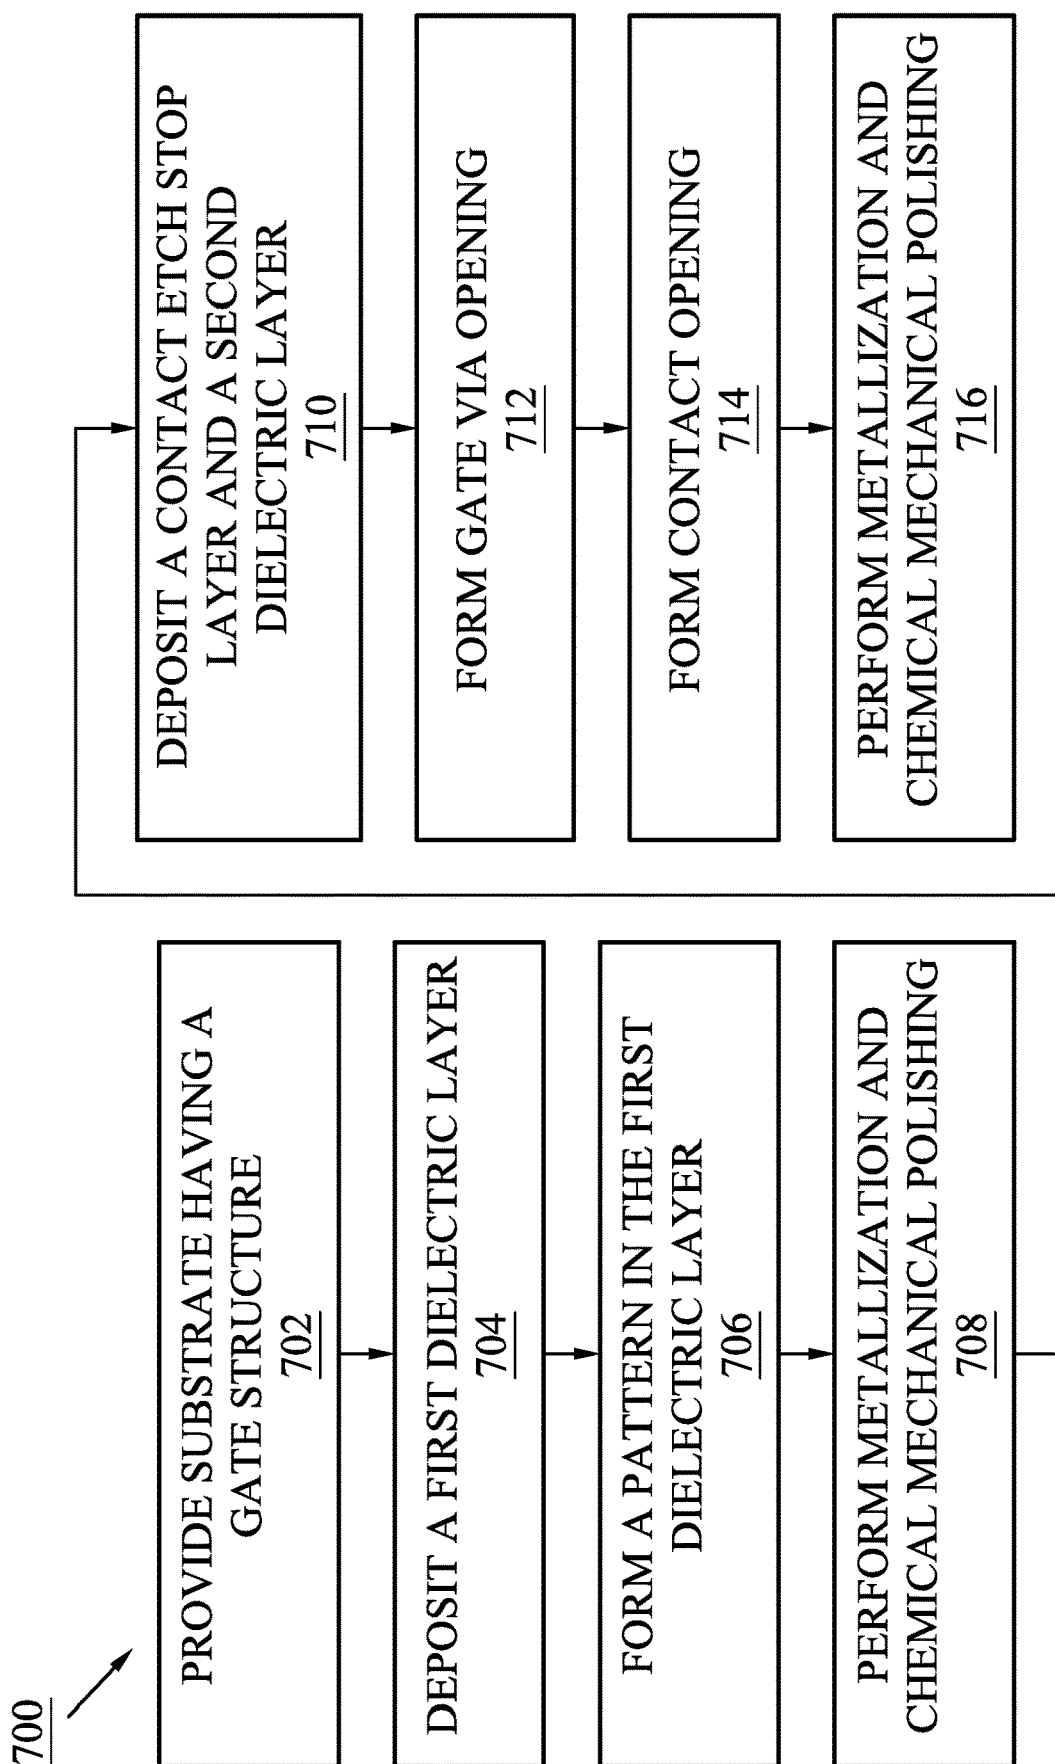 700
PROVIDE SUBSTRATE HAVING A
GATE STRUCTURE
702
DEPOSIT A FIRST DIELECTRIC LAYER
704
FORM A PATTERN IN THE FIRST
DIELECTRIC LAYER
706
PERFORM METALLIZATION AND
CHEMICAL MECHANICAL POLISHING
708
DEPOSIT A CONTACT ETCH STOP
LAYER AND A SECOND
DIELECTRIC LAYER
710
FORM GATE VIA OPENING
712
FORM CONTACT OPENING
714
PERFORM METALLIZATION AND
CHEMICAL MECHANICAL POLISHING
716